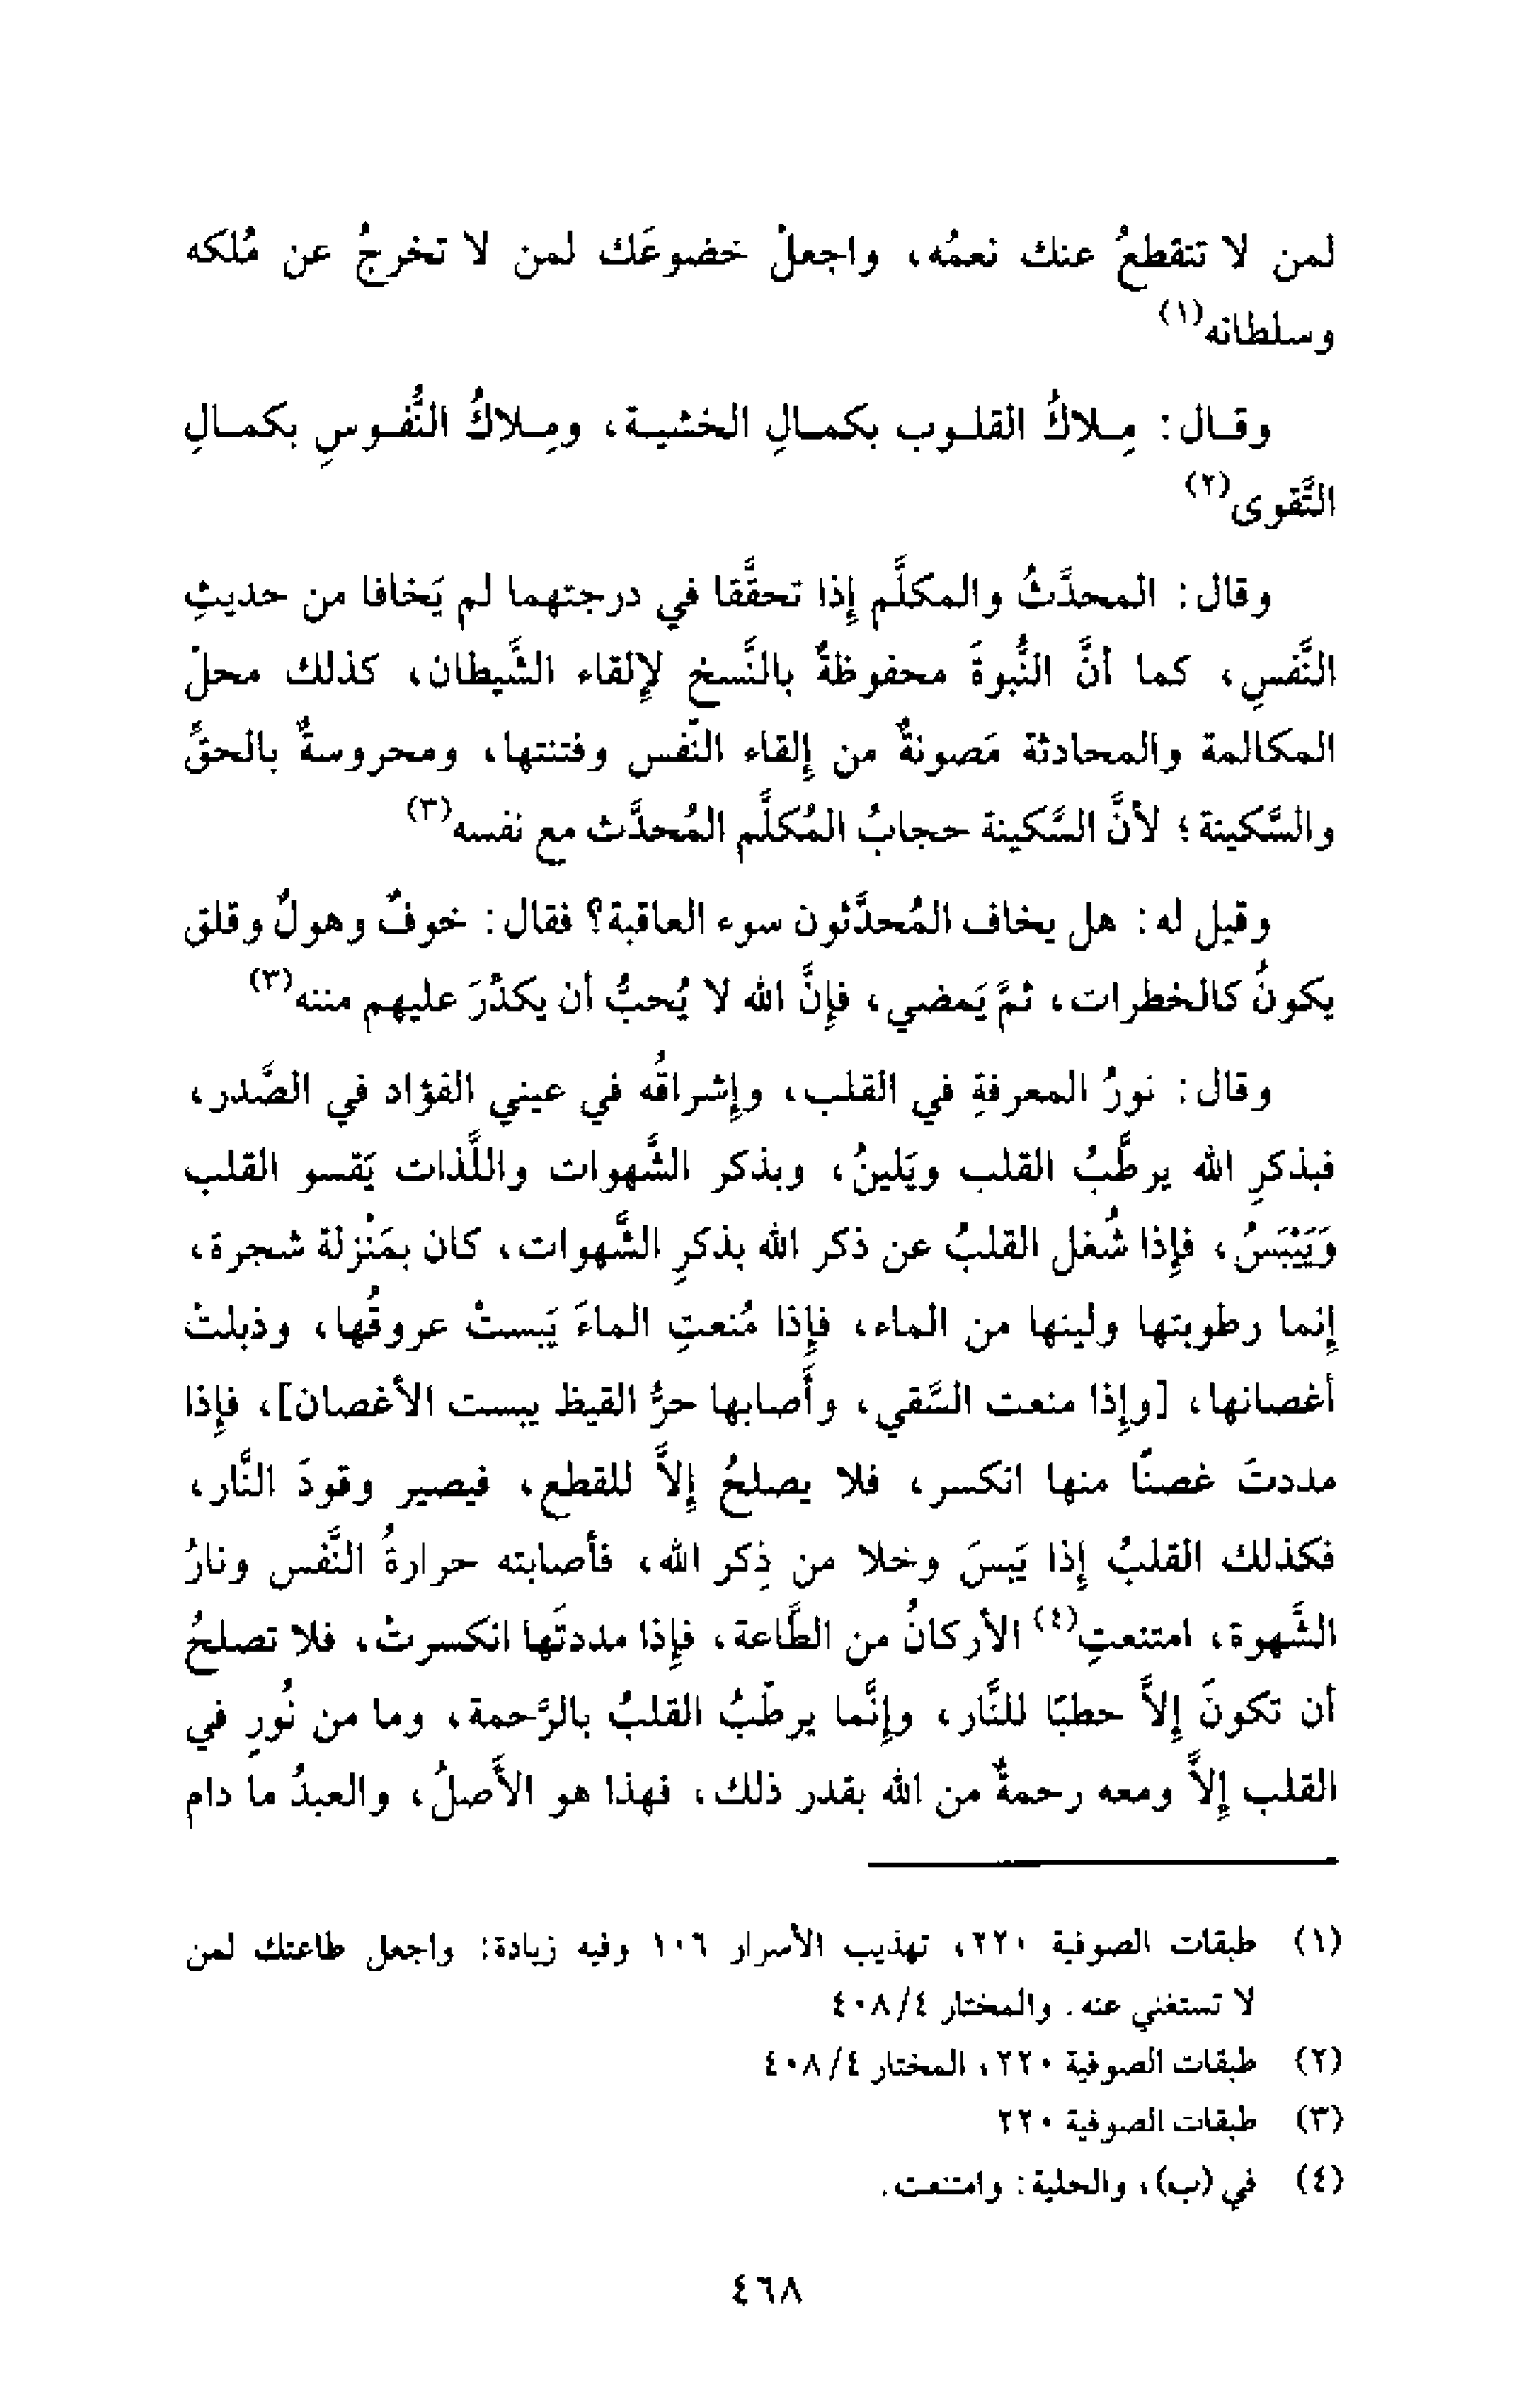 لمن لا تنقطعُ عنك نعمُه، واجعلْ خضوعَك لمن لا تخرجُ عن مُلكه
وسلطانه(١)
وقال: مِلاكُ القلوب بكمالِ الخشية، ومِلاكُ النُّفوسِ بكمالِ
التَّقوى(٢)
وقال: المحدَّثُ والمكلَّم إذا تحقَّقا في درجتهما لم يَخافا من حديثِ
النَّفسِ، كما أنَّ النُّبوةَ محفوظةٌ بالنَّسخ لإلقاء الشَّيطان، كذلك محلّ
المكالمة والمحادثة مَصونةٌ من إلقاء النّفس وفتنتها، ومحروسةٌ بالحقِّ
والسَّكينة؛ لأنَّ السَّكينة حجابُ المُكلَّم المُحدَّث مع نفسه(٣)
وقيل له: هل يخاف المُحدَّثون سوء العاقبة؟ فقال: خوفٌ وهولٌ وقلق
يكونُ كالخطرات، ثمَّ يَمضي، فإنَّ الله لا يُحبُّ أن يكدِّرَ عليهم مننه(٣)
وقال: نورُ المعرفةِ في القلب، وإشراقُه في عيني الفؤاد في الصَّدر،
فبذكرِ الله يرطَّبُ القلب ويَلينُ، وبذكر الشَّهوات واللَّذات يَقسو القلب
وَيَيْبَسُ، فإذا شُغل القلبُ عن ذكر الله بذكرِ الشَّهوات، كان بمَنْزلة شجرة،
إنما رطوبتها ولينها من الماء، فإذا مُنعتِ الماءَ يَبستْ عروقُها، وذبلتْ
أغصانها، [وإذا منعت السَّقي، وأَصابها حرُّ القيظ يبست الأغصان]، فإذا
مددتَ غصنًا منها انكسر، فلا يصلحُ إلاَّ للقطع، فيصير وقودَ النَّار،
فكذلك القلبُ إذا يَبسَ وخلا من ذِكر الله، فأصابته حرارةُ النَّفس ونارُ
الشَّهوة، امتنعتِ(٤) الأركانُ من الطَّاعة، فإذا مددتَها انكسرتْ، فلا تصلحُ
أن تكونَ إلاَّ حطبًا للنَّار، وإنَّما يرطّبُ القلبُ بالرَّحمة، وما من نُورٍ في
القلب إلاَّ ومعه رحمةٌ من الله بقدر ذلك، فهذا هو الأَصلُ، والعبدُ ما دام
(١) طبقات الصوفية ٢٢٠، تهذيب الأسرار ١٠٦ وفيه زيادة: واجعل طاعتك لمن
لا تستغني عنه. والمختار ٤٠٨/٤
(٢) طبقات الصوفية ٢٢٠، المختار ٤٠٨/٤
(٣) طبقات الصوفية ٢٢٠
(٤) في (ب)، والحلية: وامتنعت.
٤٦٨